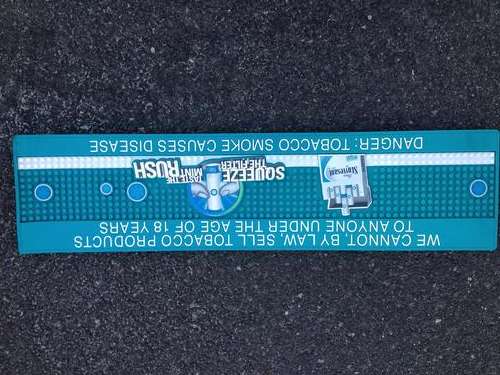 WE CANNOT, BY LAW, SELL TOBACCO PRODUCTS
TO ANYONE UNDER THE AGE OF 18 YEARS
SQUEEZE
THE FILTER
TASTE THE
MINT
RUSH
DANGER: TOBACCO SMOKE CAUSES DISEASE